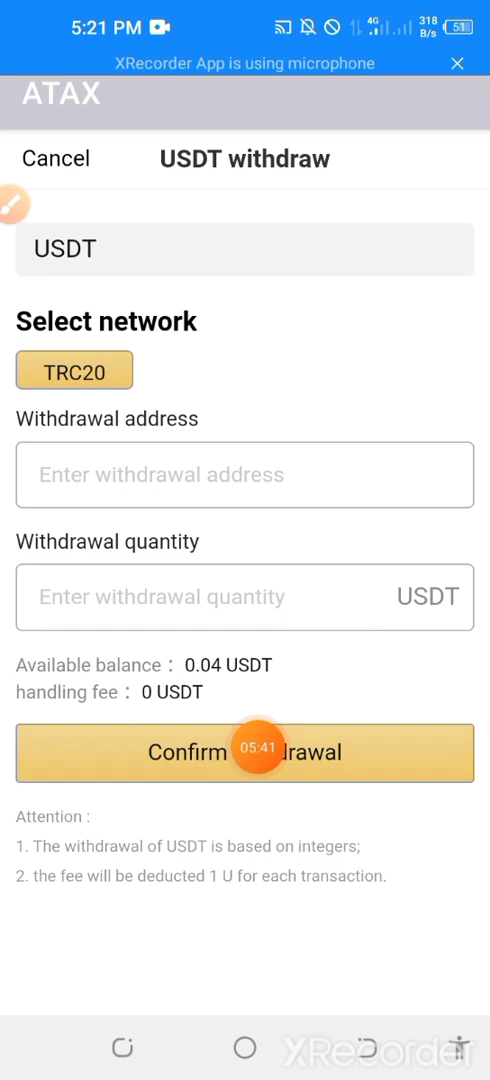 5:21 PM 4G 318 B/s 51
XRecorder App is using microphone
ATAX
Cancel USDT withdraw
USDT
Select network
TRC20
Withdrawal address
Enter withdrawal address
Withdrawal quantity
Enter withdrawal quantity USDT
Available balance : 0.04 USDT
handling fee : 0 USDT
Confirm 05:41 drawal
Attention :
1. The withdrawal of USDT is based on integers;
2. the fee will be deducted 1 U for each transaction.
XRecorder